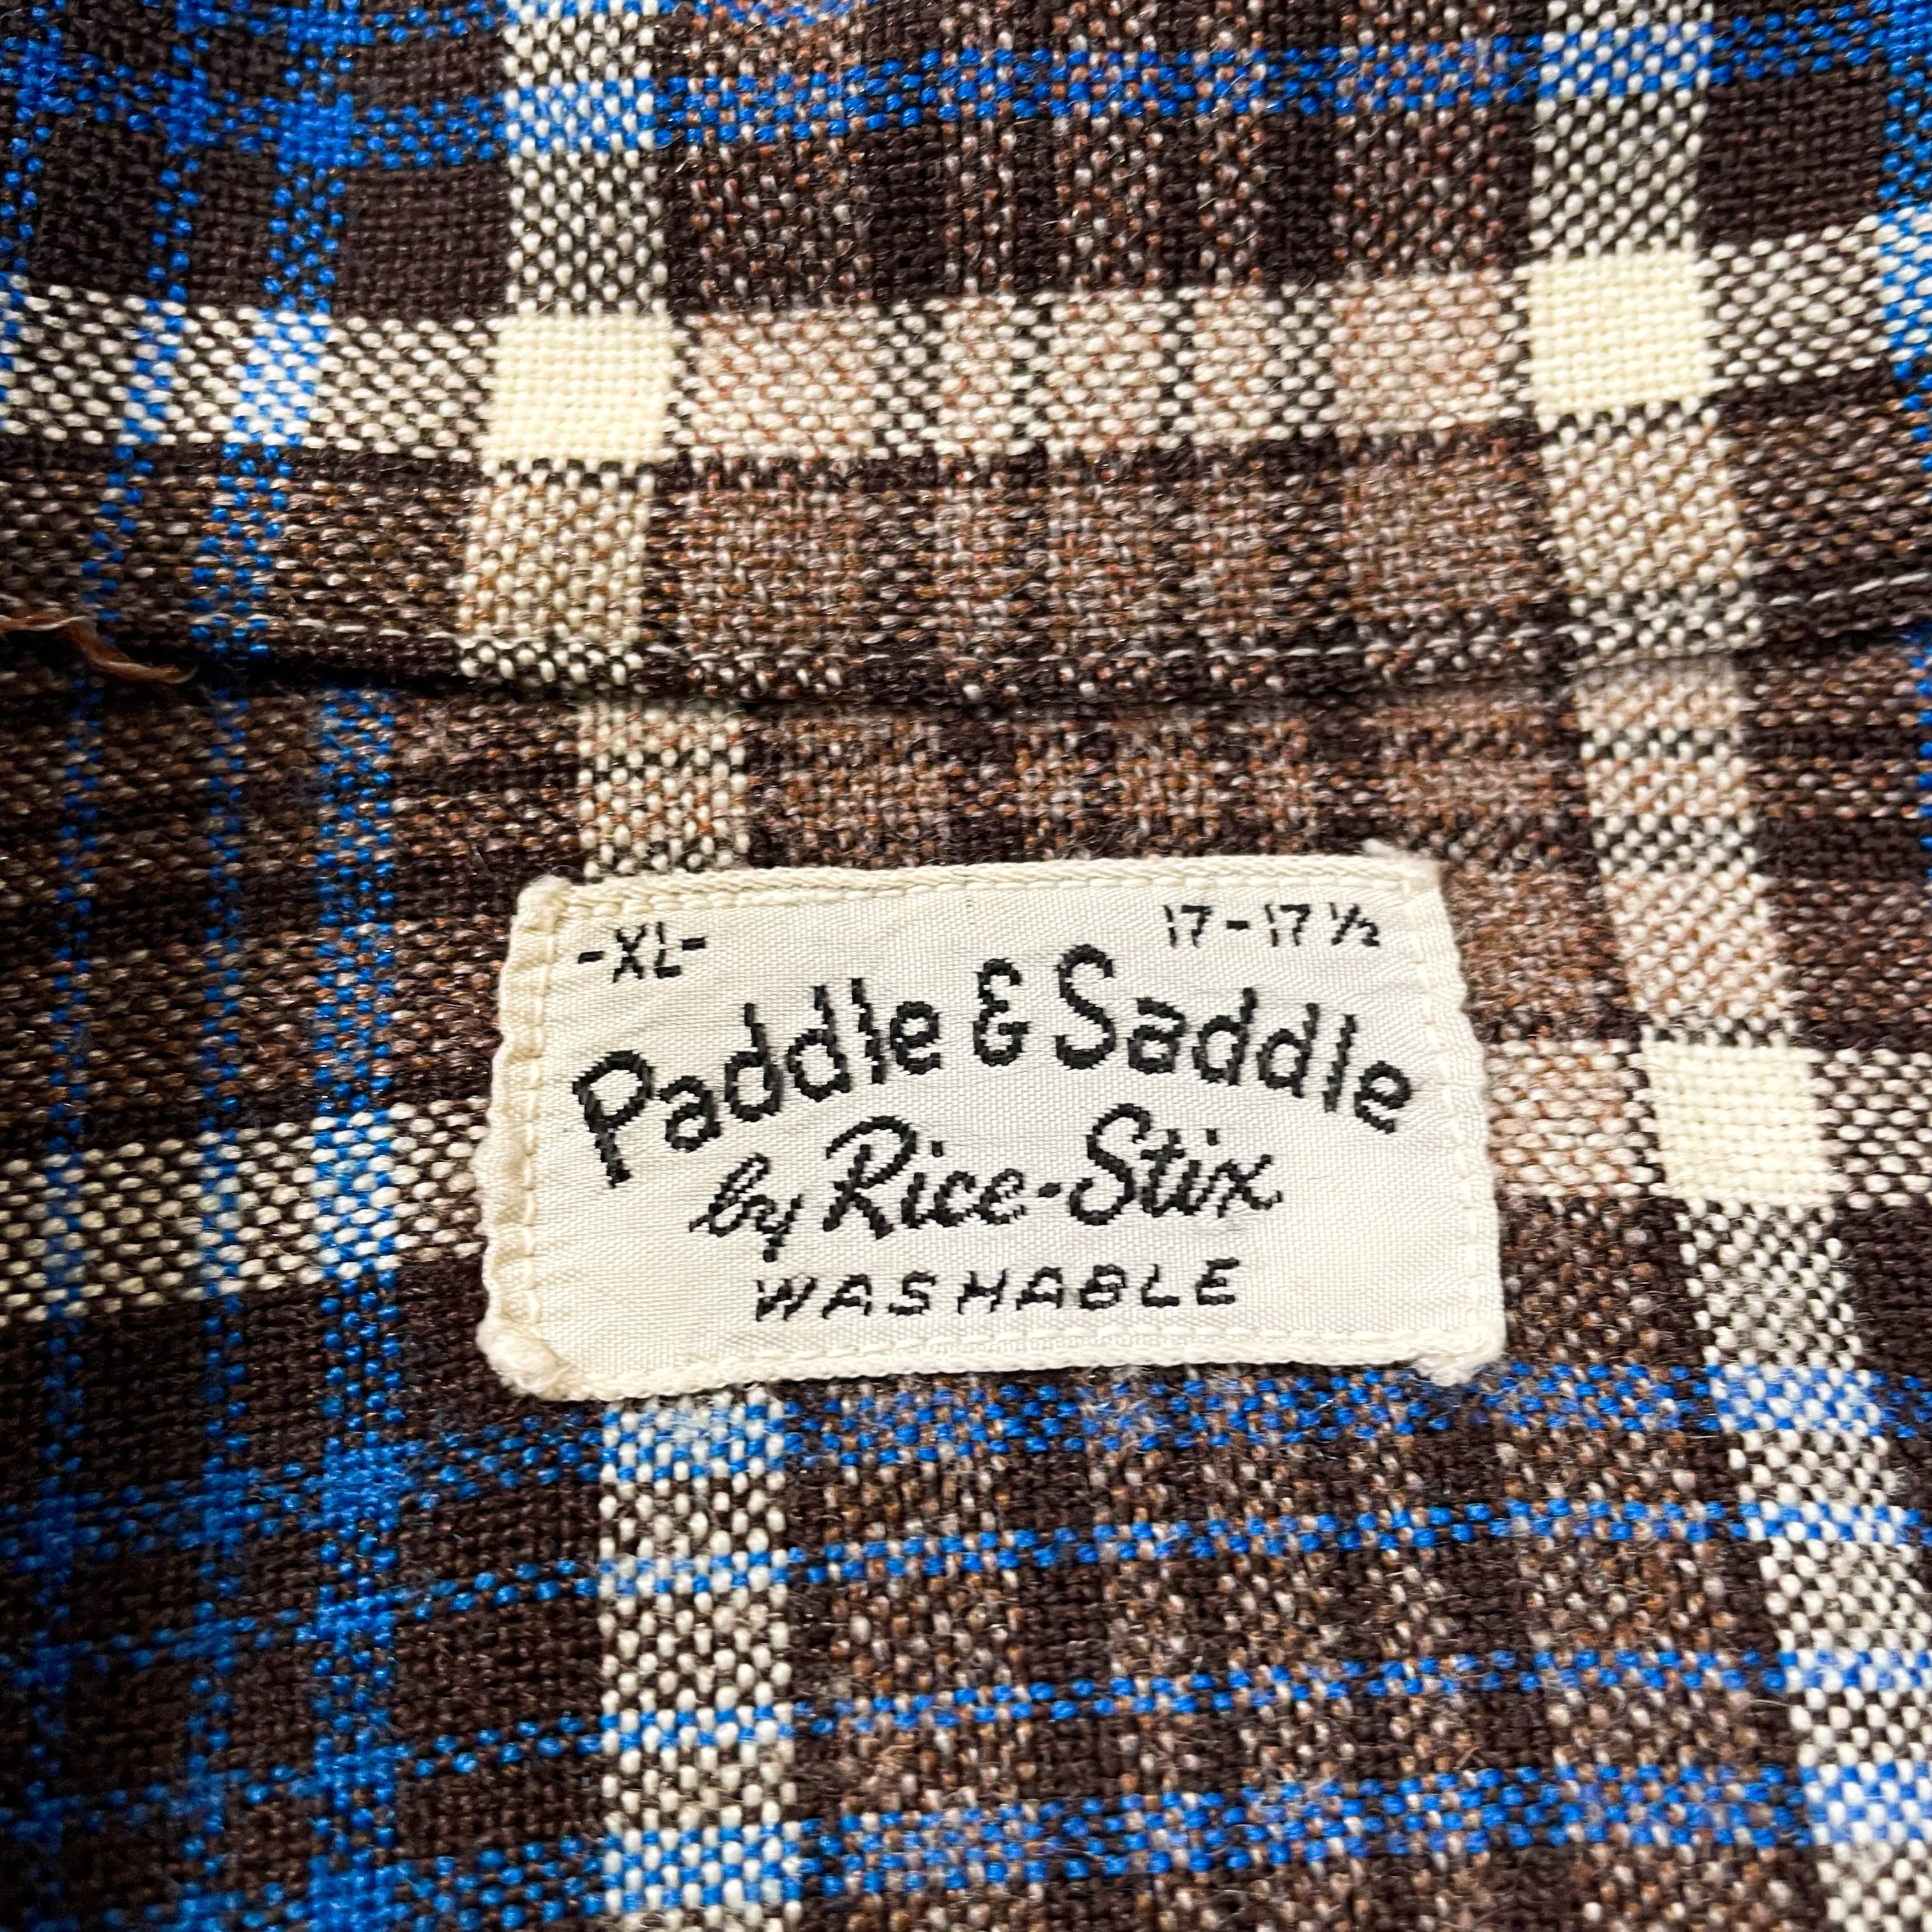 -XL- 17-17½
Paddle & Saddle
by Rice-Stix
WASHABLE